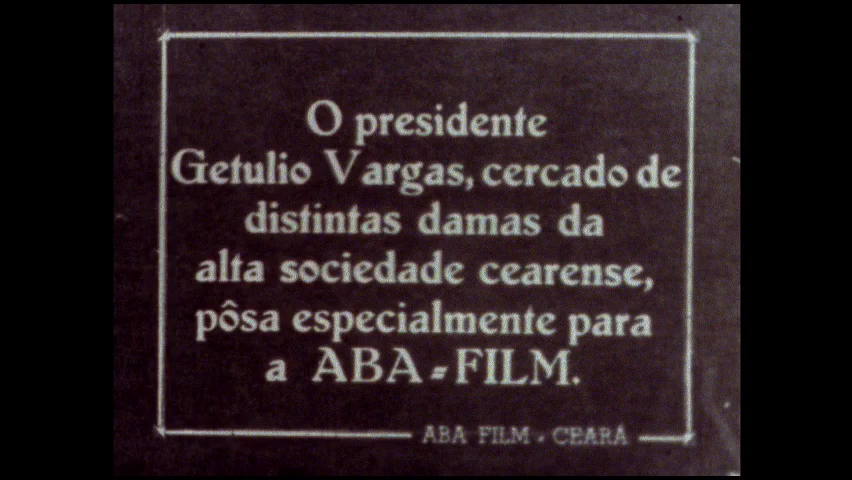 O presidente
Getulio Vargas, cercado de
distintas damas da
alta sociedade cearense,
pôsa especialmente para
a ABA-FILM.
ABA FILM - CEARÁ